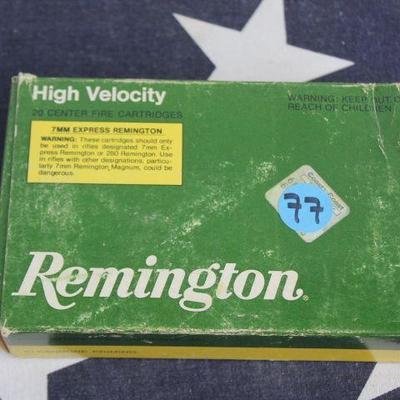 High Velocity
20 CENTER FIRE CARTRIDGES
WARNING: KEEP OUT O
REACH OF CHILDREN
7MM EXPRESS REMINGTON
WARNING: These cartridges should only
be used in rifles designated 7mm Ex-
press Remington or 280 Remington. Use
in rifles with other designations, particu-
larly 7mm Remington Magnum, could be
dangerous.
77
Remington®